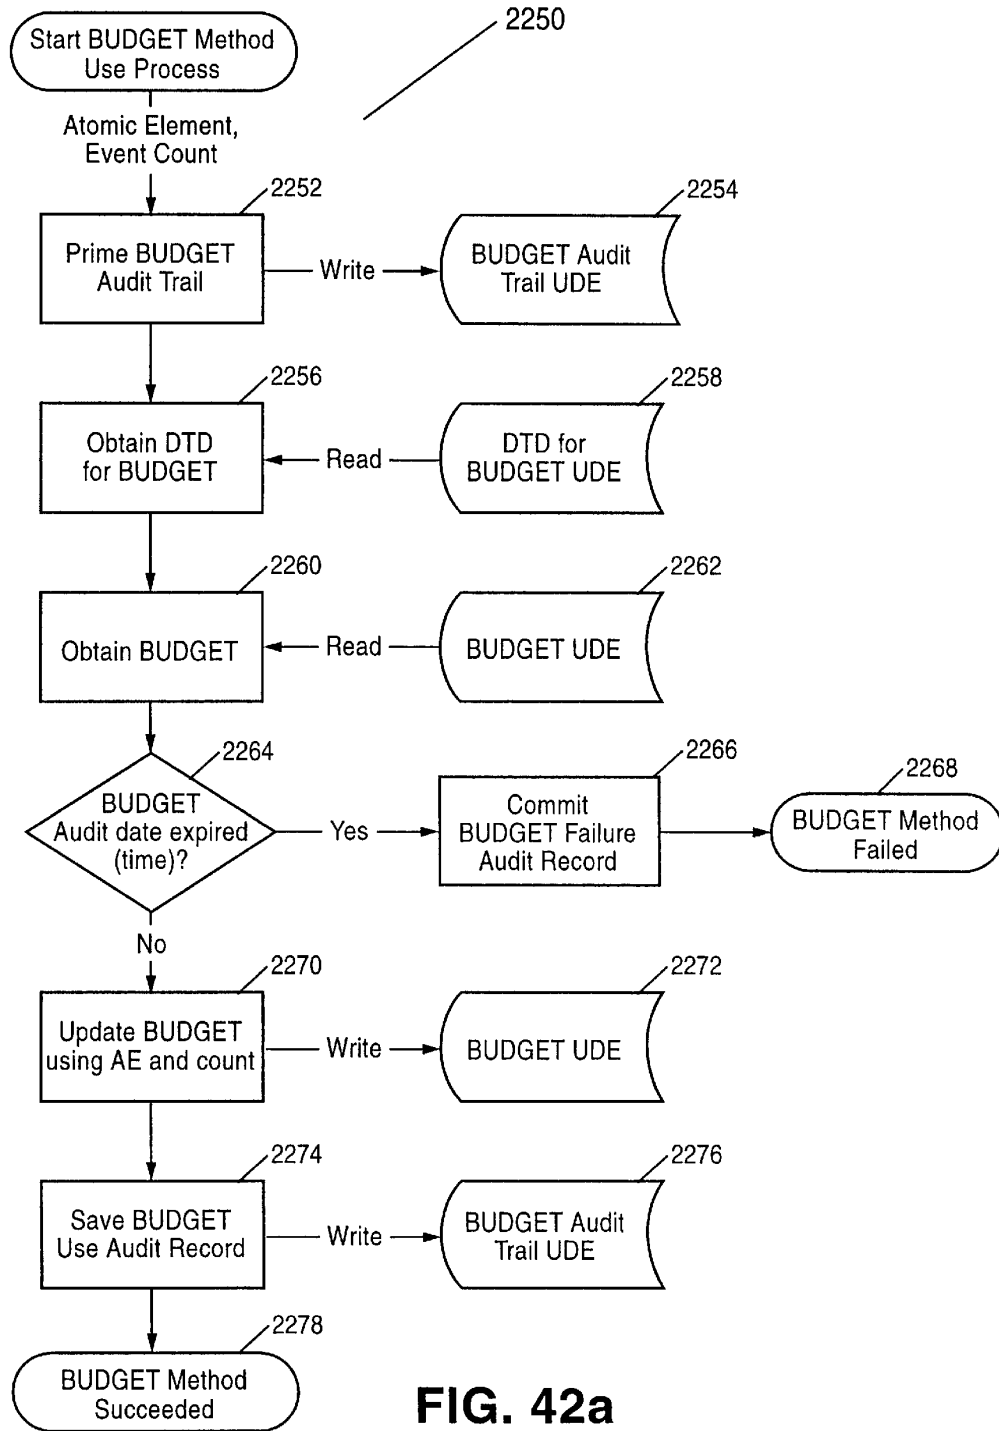 2250
Start BUDGET Method
Use Process
Atomic Element,
Event Count
2252
2254
Prime BUDGET
Audit Trail
Write
BUDGET Audit
Trail UDE
2256
2258
Obtain DTD
for BUDGET
Read
DTD for
BUDGET UDE
2260
2262
Obtain BUDGET
Read
BUDGET UDE
2264
2266
2268
BUDGET
Audit date expired
(time)?
Yes
Commit
BUDGET Failure
Audit Record
BUDGET Method
Failed
No
2270
2272
Update BUDGET
using AE and count
Write
BUDGET UDE
2274
2276
Save BUDGET
Use Audit Record
Write
BUDGET Audit
Trail UDE
2278
BUDGET Method
Succeeded
FIG. 42a